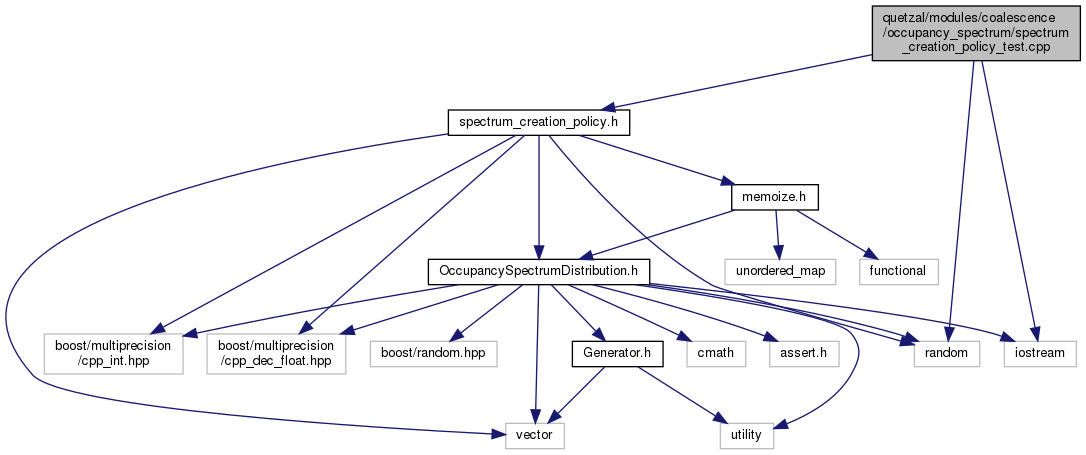 quetzal/modules/coalescence
/occupancy_spectrum/spectrum
_creation_policy_test.cpp
spectrum_creation_policy.h
memoize.h
OccupancySpectrumDistribution.h
unordered_map
functional
boost/multiprecision
/cpp_int.hpp
boost/multiprecision
/cpp_dec_float.hpp
boost/random.hpp
Generator.h
cmath
assert.h
random
iostream
vector
utility